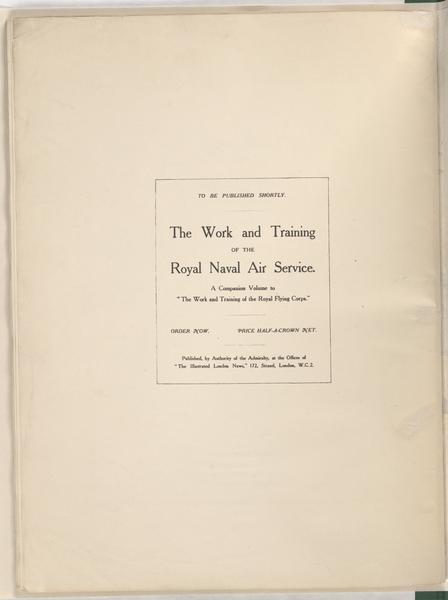 TO BE PUBLISHED SHORTLY.
The Work and Training
OF THE
Royal Naval Air Service.
A Companion Volume to
"The Work and Training of the Royal Flying Corps."
ORDER NOW. PRICE HALF-A-CROWN NET.
Published, by Authority of the Admiralty, at the Offices of
"The Illustrated London News," 172, Strand, London, W.C.2.